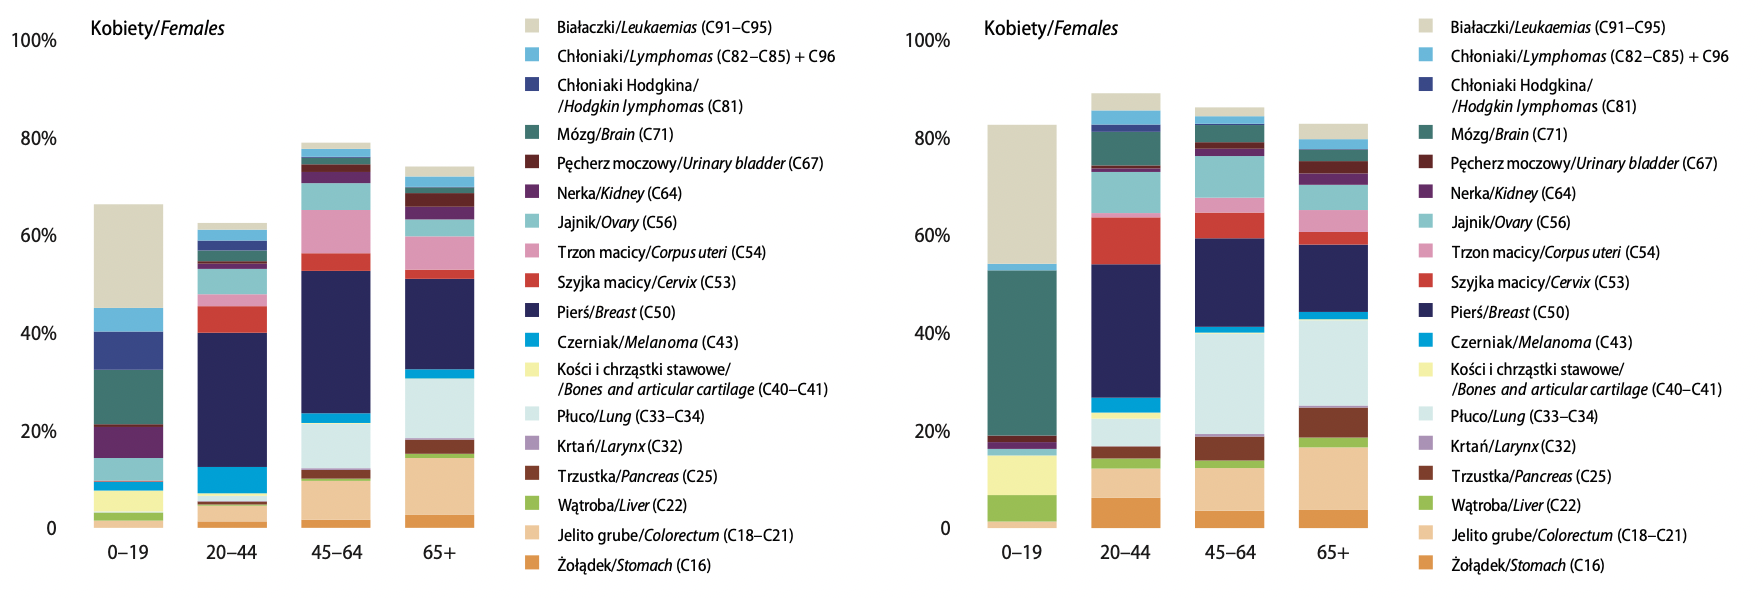 Kobiety/Females
100%
80%
60%
40%
20%
0
0–19
20–44
45–64
65+
Białaczki/Leukaemias (C91–C95)
Chłoniaki/Lymphomas (C82–C85) + C96
Chłoniaki Hodgkina/
/Hodgkin lymphomas (C81)
Mózg/Brain (C71)
Pęcherz moczowy/Urinary bladder (C67)
Nerka/Kidney (C64)
Jajnik/Ovary (C56)
Trzon macicy/Corpus uteri (C54)
Szyjka macicy/Cervix (C53)
Pierś/Breast (C50)
Czerniak/Melanoma (C43)
Kości i chrząstki stawowe/
/Bones and articular cartilage (C40–C41)
Płuco/Lung (C33–C34)
Krtań/Larynx (C32)
Trzustka/Pancreas (C25)
Wątroba/Liver (C22)
Jelito grube/Colorectum (C18–C21)
Żołądek/Stomach (C16)
Kobiety/Females
100%
80%
60%
40%
20%
0
0–19
20–44
45–64
65+
Białaczki/Leukaemias (C91–C95)
Chłoniaki/Lymphomas (C82–C85) + C96
Chłoniaki Hodgkina/
/Hodgkin lymphomas (C81)
Mózg/Brain (C71)
Pęcherz moczowy/Urinary bladder (C67)
Nerka/Kidney (C64)
Jajnik/Ovary (C56)
Trzon macicy/Corpus uteri (C54)
Szyjka macicy/Cervix (C53)
Pierś/Breast (C50)
Czerniak/Melanoma (C43)
Kości i chrząstki stawowe/
/Bones and articular cartilage (C40–C41)
Płuco/Lung (C33–C34)
Krtań/Larynx (C32)
Trzustka/Pancreas (C25)
Wątroba/Liver (C22)
Jelito grube/Colorectum (C18–C21)
Żołądek/Stomach (C16)